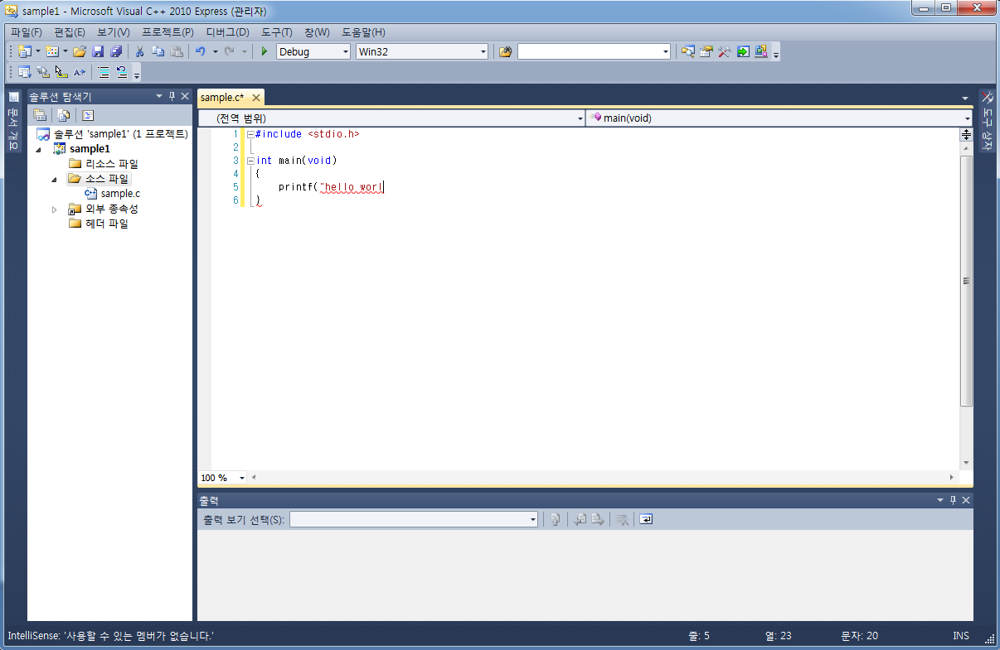 sample1 - Microsoft Visual C++ 2010 Express (관리자)
파일(F) 편집(E) 보기(V) 프로젝트(P) 디버그(D) 도구(T) 창(W) 도움말(H)
Debug Win32
문서 개요
솔루션 탐색기
솔루션 'sample1' (1 프로젝트)
sample1
리소스 파일
소스 파일
sample.c
외부 종속성
헤더 파일
sample.c*
(전역 범위) main(void)
1 #include <stdio.h>
2
3 int main(void)
4 {
5 printf("hello worl
6 }
100 %
도구 상자
출력
출력 보기 선택(S):
IntelliSense: '사용할 수 있는 멤버가 없습니다.' 줄: 5 열: 23 문자: 20 INS